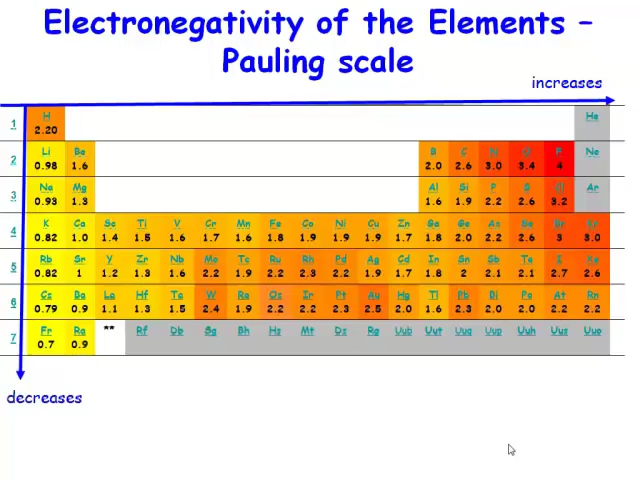 Electronegativity of the Elements –
Pauling scale
increases
H He
1
2.20
Li Be B C N O F Ne
2
0.98 1.6 2.0 2.6 3.0 3.4 4
Na Mg Al Si P S Cl Ar
3
0.93 1.3 1.6 1.9 2.2 2.6 3.2
K Ca Sc Ti V Cr Mn Fe Co Ni Cu Zn Ga Ge As Se Br Kr
4
0.82 1.0 1.4 1.5 1.6 1.7 1.6 1.8 1.9 1.9 1.9 1.7 1.8 2.0 2.2 2.6 3 3.0
Rb Sr Y Zr Nb Mo Tc Ru Rh Pd Ag Cd In Sn Sb Te I Xe
5
0.82 1 1.2 1.3 1.6 2.2 1.9 2.2 2.3 2.2 1.9 1.7 1.8 2 2.1 2.1 2.7 2.6
Cs Ba La Hf Ta W Re Os Ir Pt Au Hg Tl Pb Bi Po At Rn
6
0.79 0.9 1.1 1.3 1.5 2.4 1.9 2.2 2.2 2.3 2.5 2.0 1.6 2.3 2.0 2.0 2.2 2.2
Fr Ra ** Rf Db Sg Bh Hs Mt Ds Rg Uub Uut Uuq Uup Uuh Uus Uuo
7
0.7 0.9
decreases